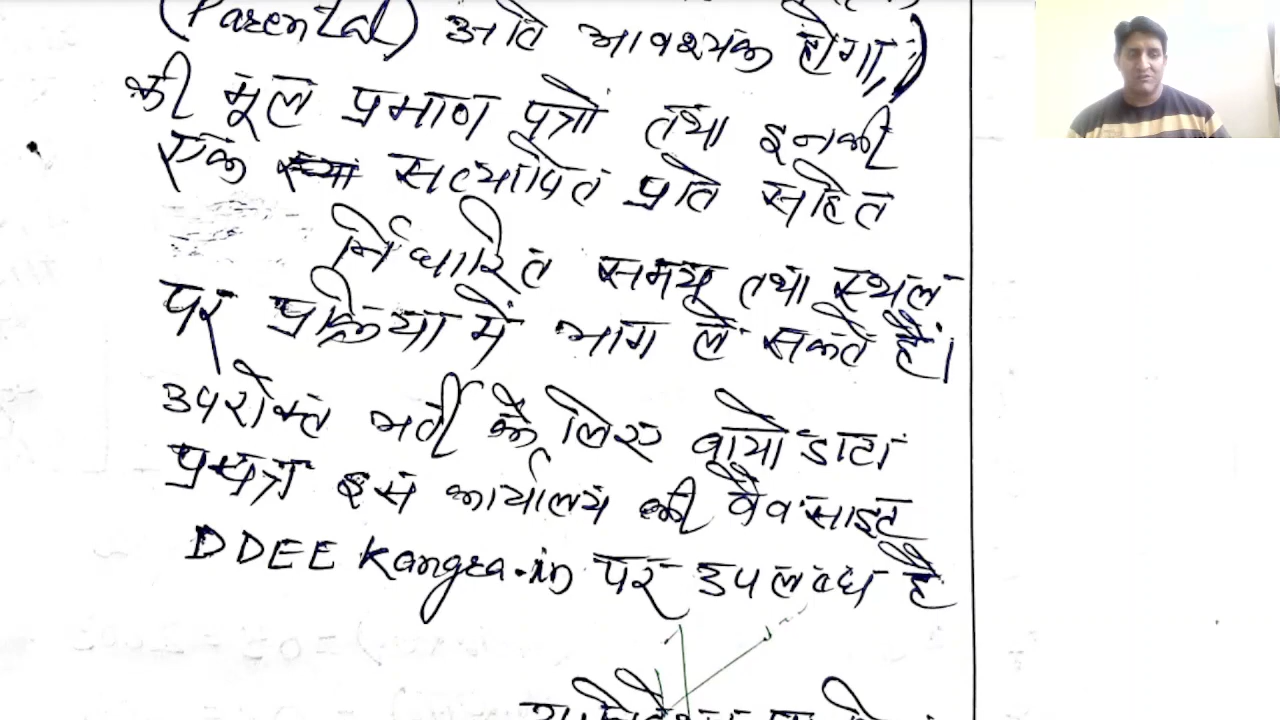 (Parental) अति आवश्यक होगा,)
की मूल प्रमाण पत्रों तथा इनकी
एक सत्यापित प्रति सहित
निर्धारित समय तथा स्थल
पर प्रक्रिया में भाग ले सकते हैं।
उपरोक्त भर्ती के लिए वायो डाटा
प्रपत्र इस कार्यालय की वैवसाइट
DDEE Kangra.in पर उपलब्ध है